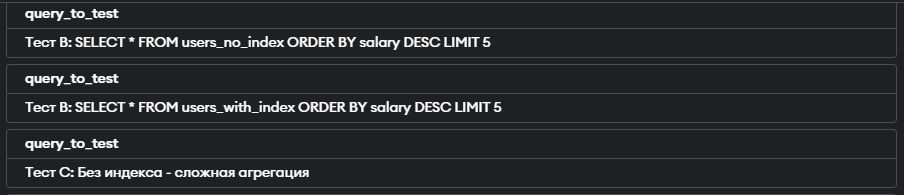 query_to_test
Тест B: SELECT * FROM users_no_index ORDER BY salary DESC LIMIT 5
query_to_test
Тест B: SELECT * FROM users_with_index ORDER BY salary DESC LIMIT 5
query_to_test
Тест C: Без индекса - сложная агрегация